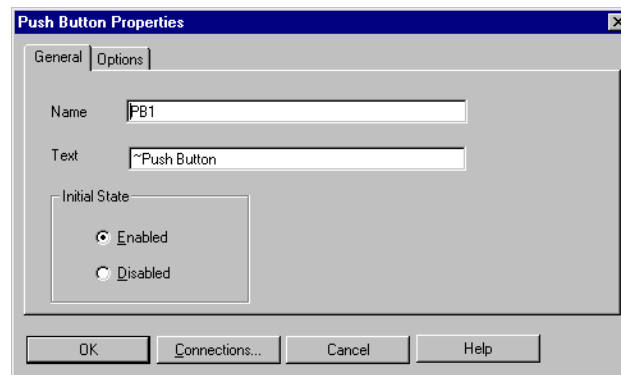 Push Button Properties
General Options
Name PB1
Text ~Push Button
Initial State
Enabled
Disabled
OK Connections... Cancel Help